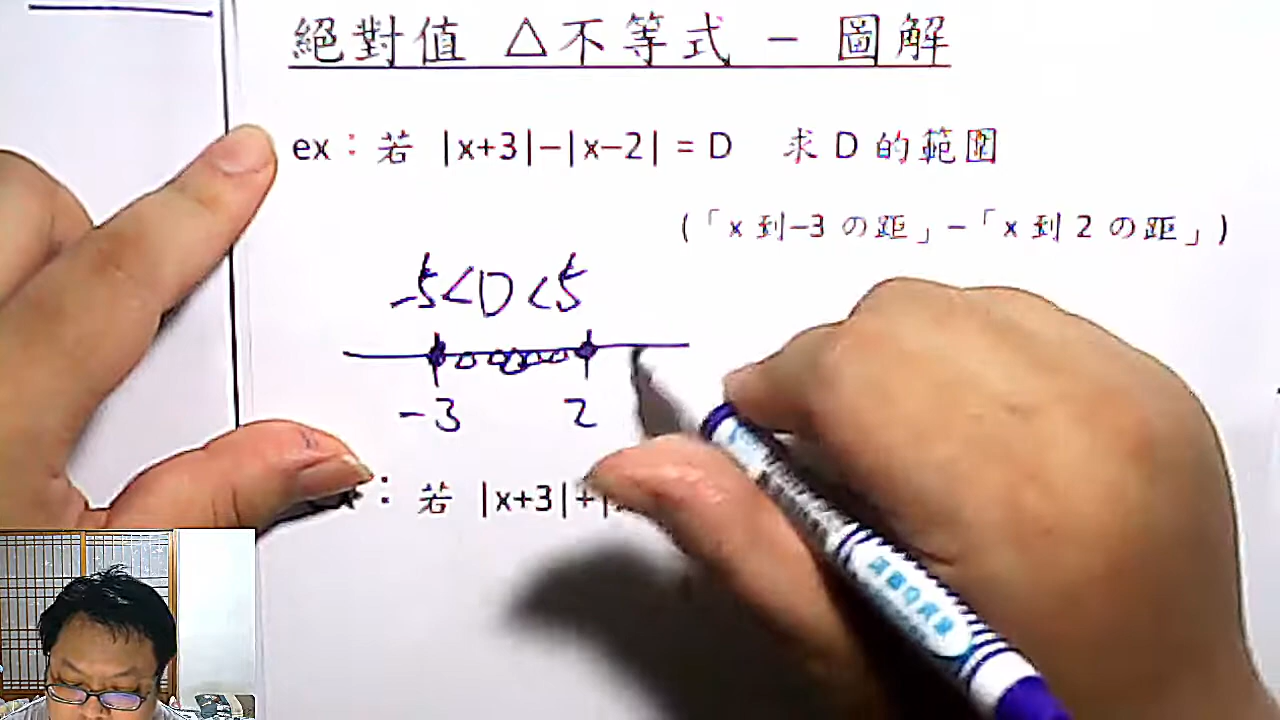 絕對值 △不等式 - 圖解
ex：若 |x+3|-|x-2| = D 求 D 的範圍
(「x 到-3 の距」-「x 到 2 の距」)
-5<D<5
-3 2
：若 |x+3|+|